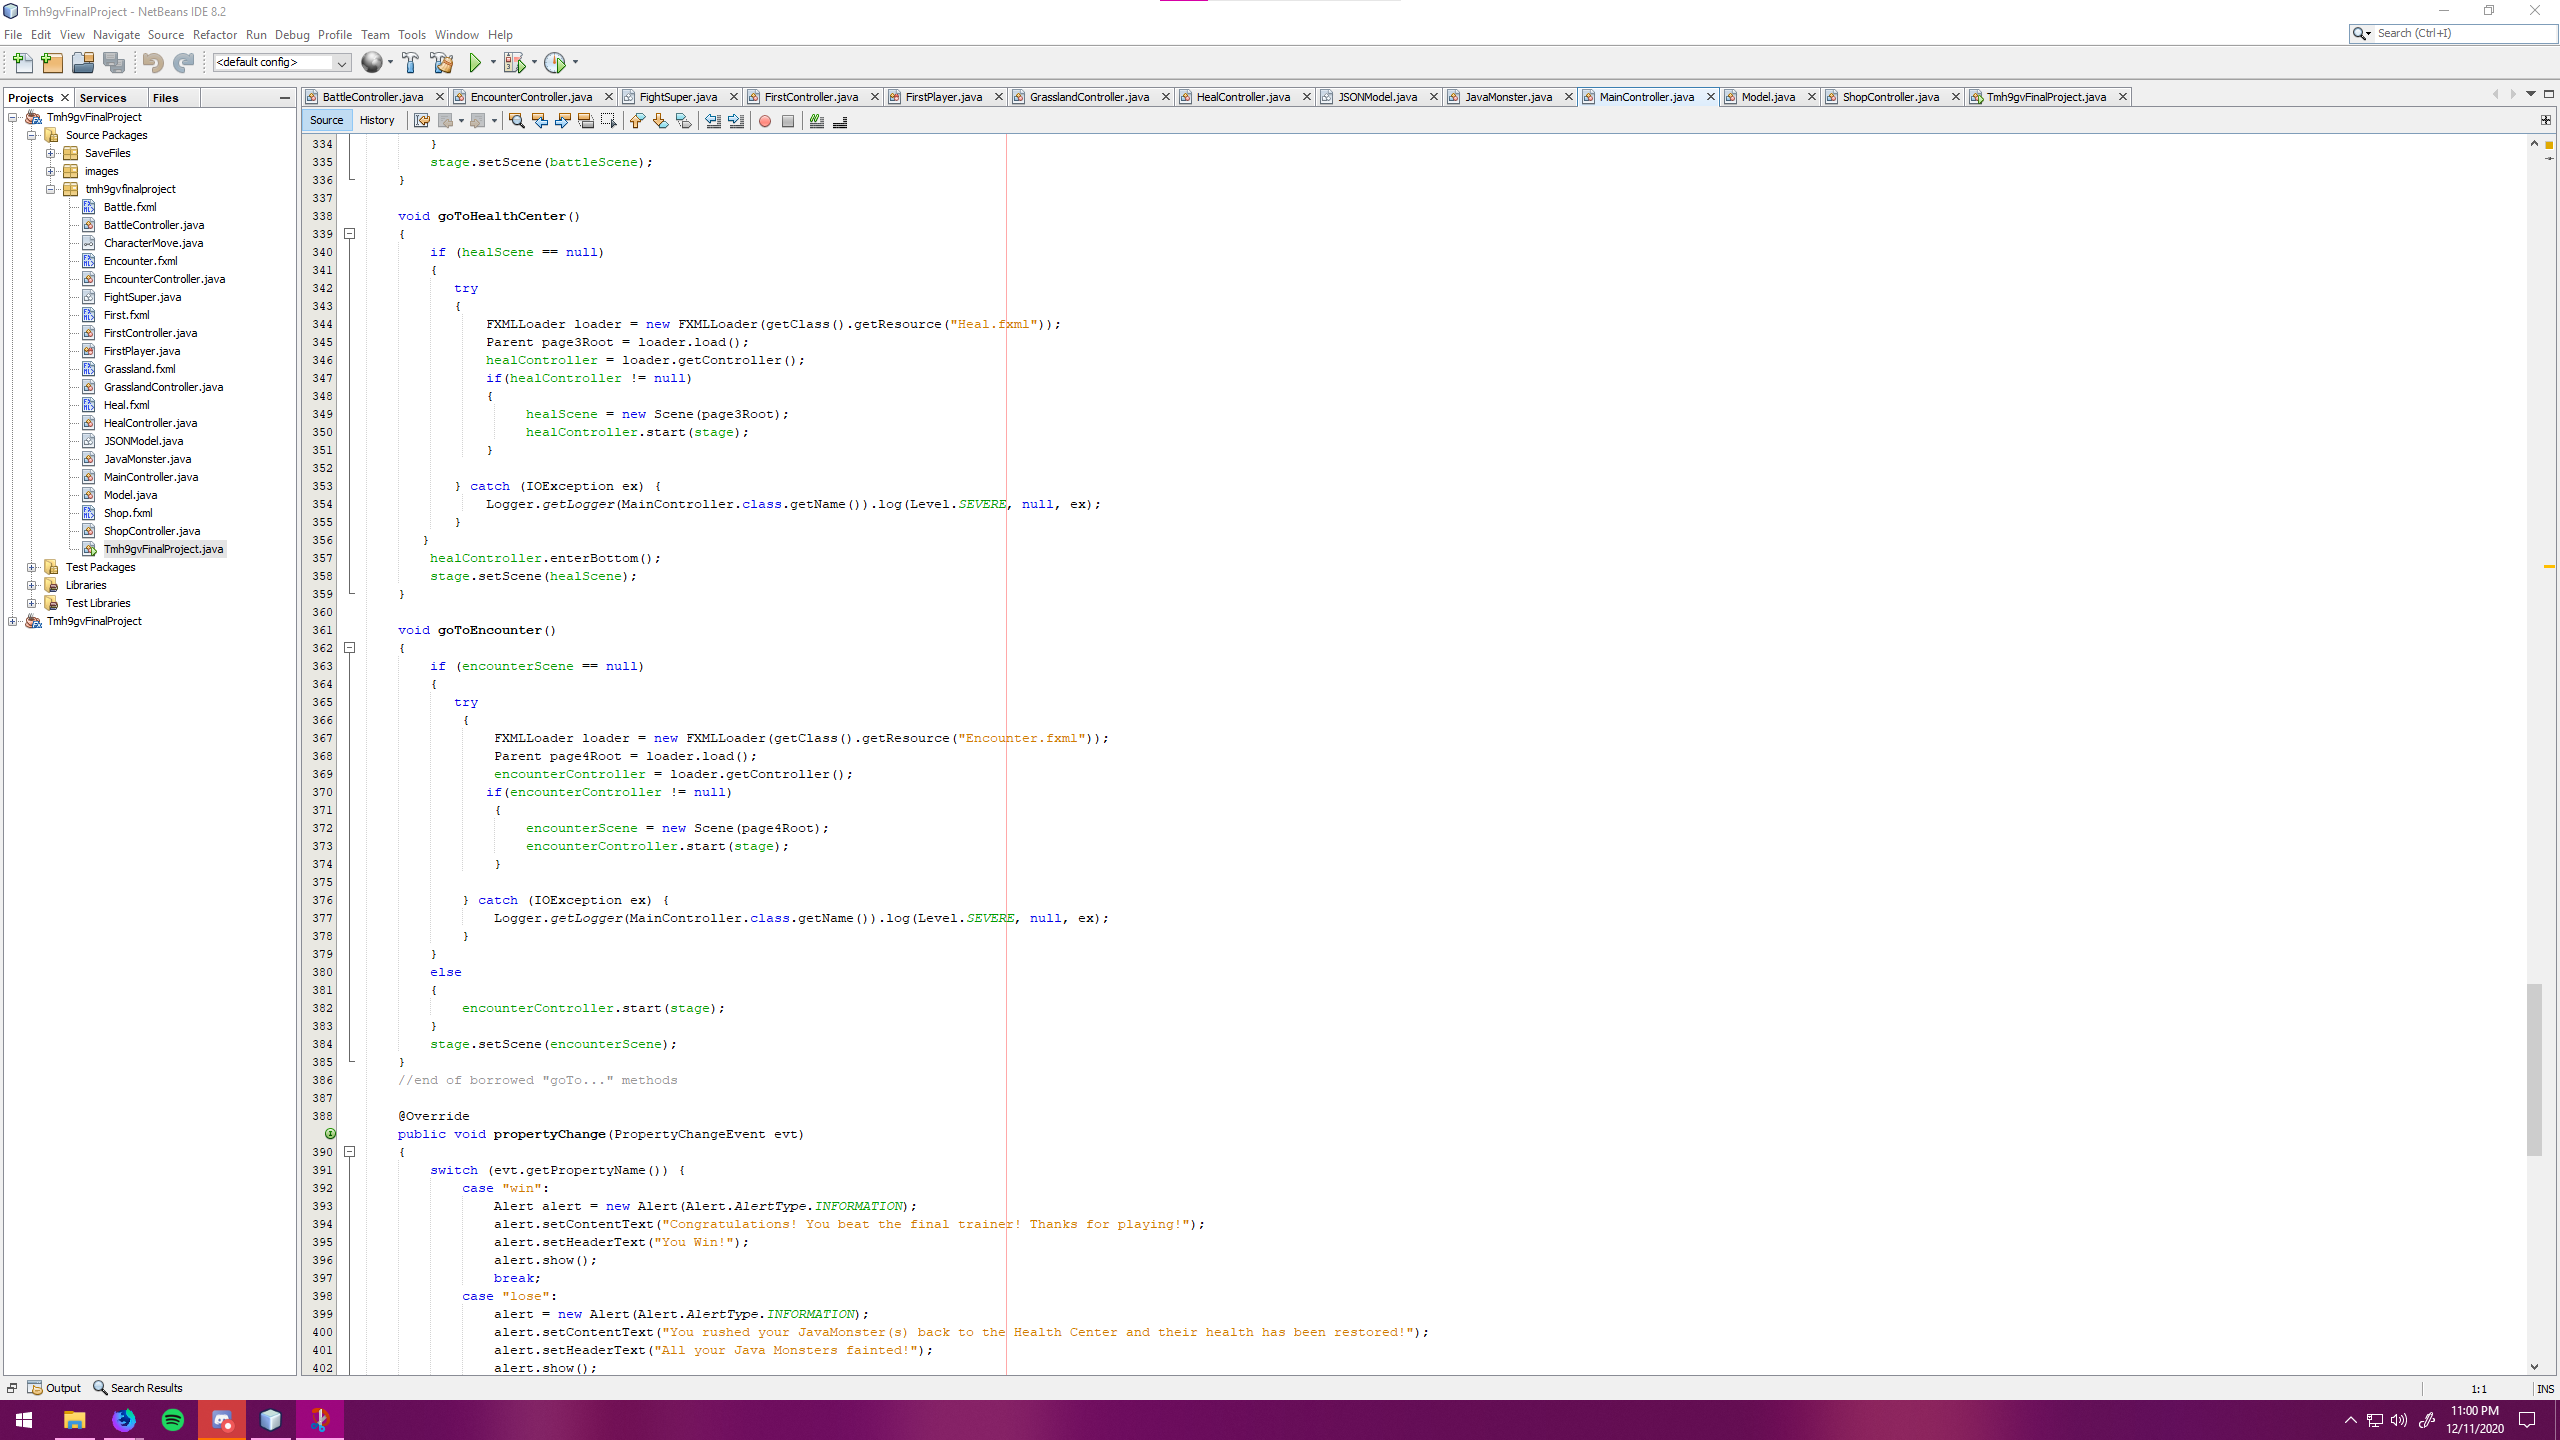 Tmh9gvFinalProject - NetBeans IDE 8.2
File Edit View Navigate Source Refactor Run Debug Profile Team Tools Window Help
Search (Ctrl+I)
<default config>
Projects Services Files
BattleController.java EncounterController.java FightSuper.java FirstController.java FirstPlayer.java GrasslandController.java HealController.java JSONModel.java JavaMonster.java MainController.java Model.java ShopController.java Tmh9gvFinalProject.java
Source History
Tmh9gvFinalProject
Source Packages
SaveFiles
images
tmh9gvfinalproject
Battle.fxml
BattleController.java
CharacterMove.java
Encounter.fxml
EncounterController.java
FightSuper.java
First.fxml
FirstController.java
FirstPlayer.java
Grassland.fxml
GrasslandController.java
Heal.fxml
HealController.java
JSONModel.java
JavaMonster.java
MainController.java
Model.java
Shop.fxml
ShopController.java
Tmh9gvFinalProject.java
Test Packages
Libraries
Test Libraries
Tmh9gvFinalProject
334 }
335 stage.setScene(battleScene);
336 }
337
338 void goToHealthCenter()
339 {
340 if (healScene == null)
341 {
342 try
343 {
344 FXMLLoader loader = new FXMLLoader(getClass().getResource("Heal.fxml"));
345 Parent page3Root = loader.load();
346 healController = loader.getController();
347 if(healController != null)
348 {
349 healScene = new Scene(page3Root);
350 healController.start(stage);
351 }
352
353 } catch (IOException ex) {
354 Logger.getLogger(MainController.class.getName()).log(Level.SEVERE, null, ex);
355 }
356 }
357 healController.enterBottom();
358 stage.setScene(healScene);
359 }
360
361 void goToEncounter()
362 {
363 if (encounterScene == null)
364 {
365 try
366 {
367 FXMLLoader loader = new FXMLLoader(getClass().getResource("Encounter.fxml"));
368 Parent page4Root = loader.load();
369 encounterController = loader.getController();
370 if(encounterController != null)
371 {
372 encounterScene = new Scene(page4Root);
373 encounterController.start(stage);
374 }
375
376 } catch (IOException ex) {
377 Logger.getLogger(MainController.class.getName()).log(Level.SEVERE, null, ex);
378 }
379 }
380 else
381 {
382 encounterController.start(stage);
383 }
384 stage.setScene(encounterScene);
385 }
386 //end of borrowed "goTo..." methods
387
388 @Override
public void propertyChange(PropertyChangeEvent evt)
390 {
391 switch (evt.getPropertyName()) {
392 case "win":
393 Alert alert = new Alert(Alert.AlertType.INFORMATION);
394 alert.setContentText("Congratulations! You beat the final trainer! Thanks for playing!");
395 alert.setHeaderText("You Win!");
396 alert.show();
397 break;
398 case "lose":
399 alert = new Alert(Alert.AlertType.INFORMATION);
400 alert.setContentText("You rushed your JavaMonster(s) back to the Health Center and their health has been restored!");
401 alert.setHeaderText("All your Java Monsters fainted!");
402 alert.show();
Output Search Results
1:1 INS
11:00 PM
12/11/2020